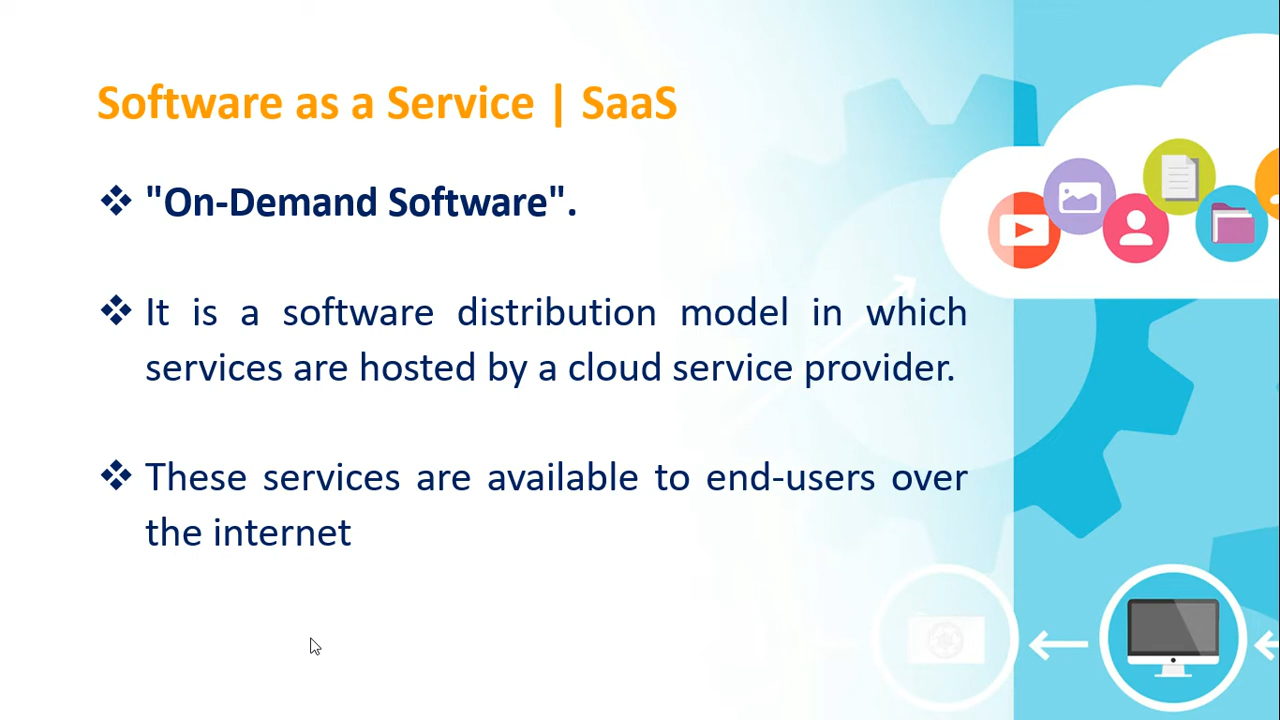 Software as a Service | SaaS
❖ "On-Demand Software".
❖ It is a software distribution model in which
services are hosted by a cloud service provider.
❖ These services are available to end-users over
the internet